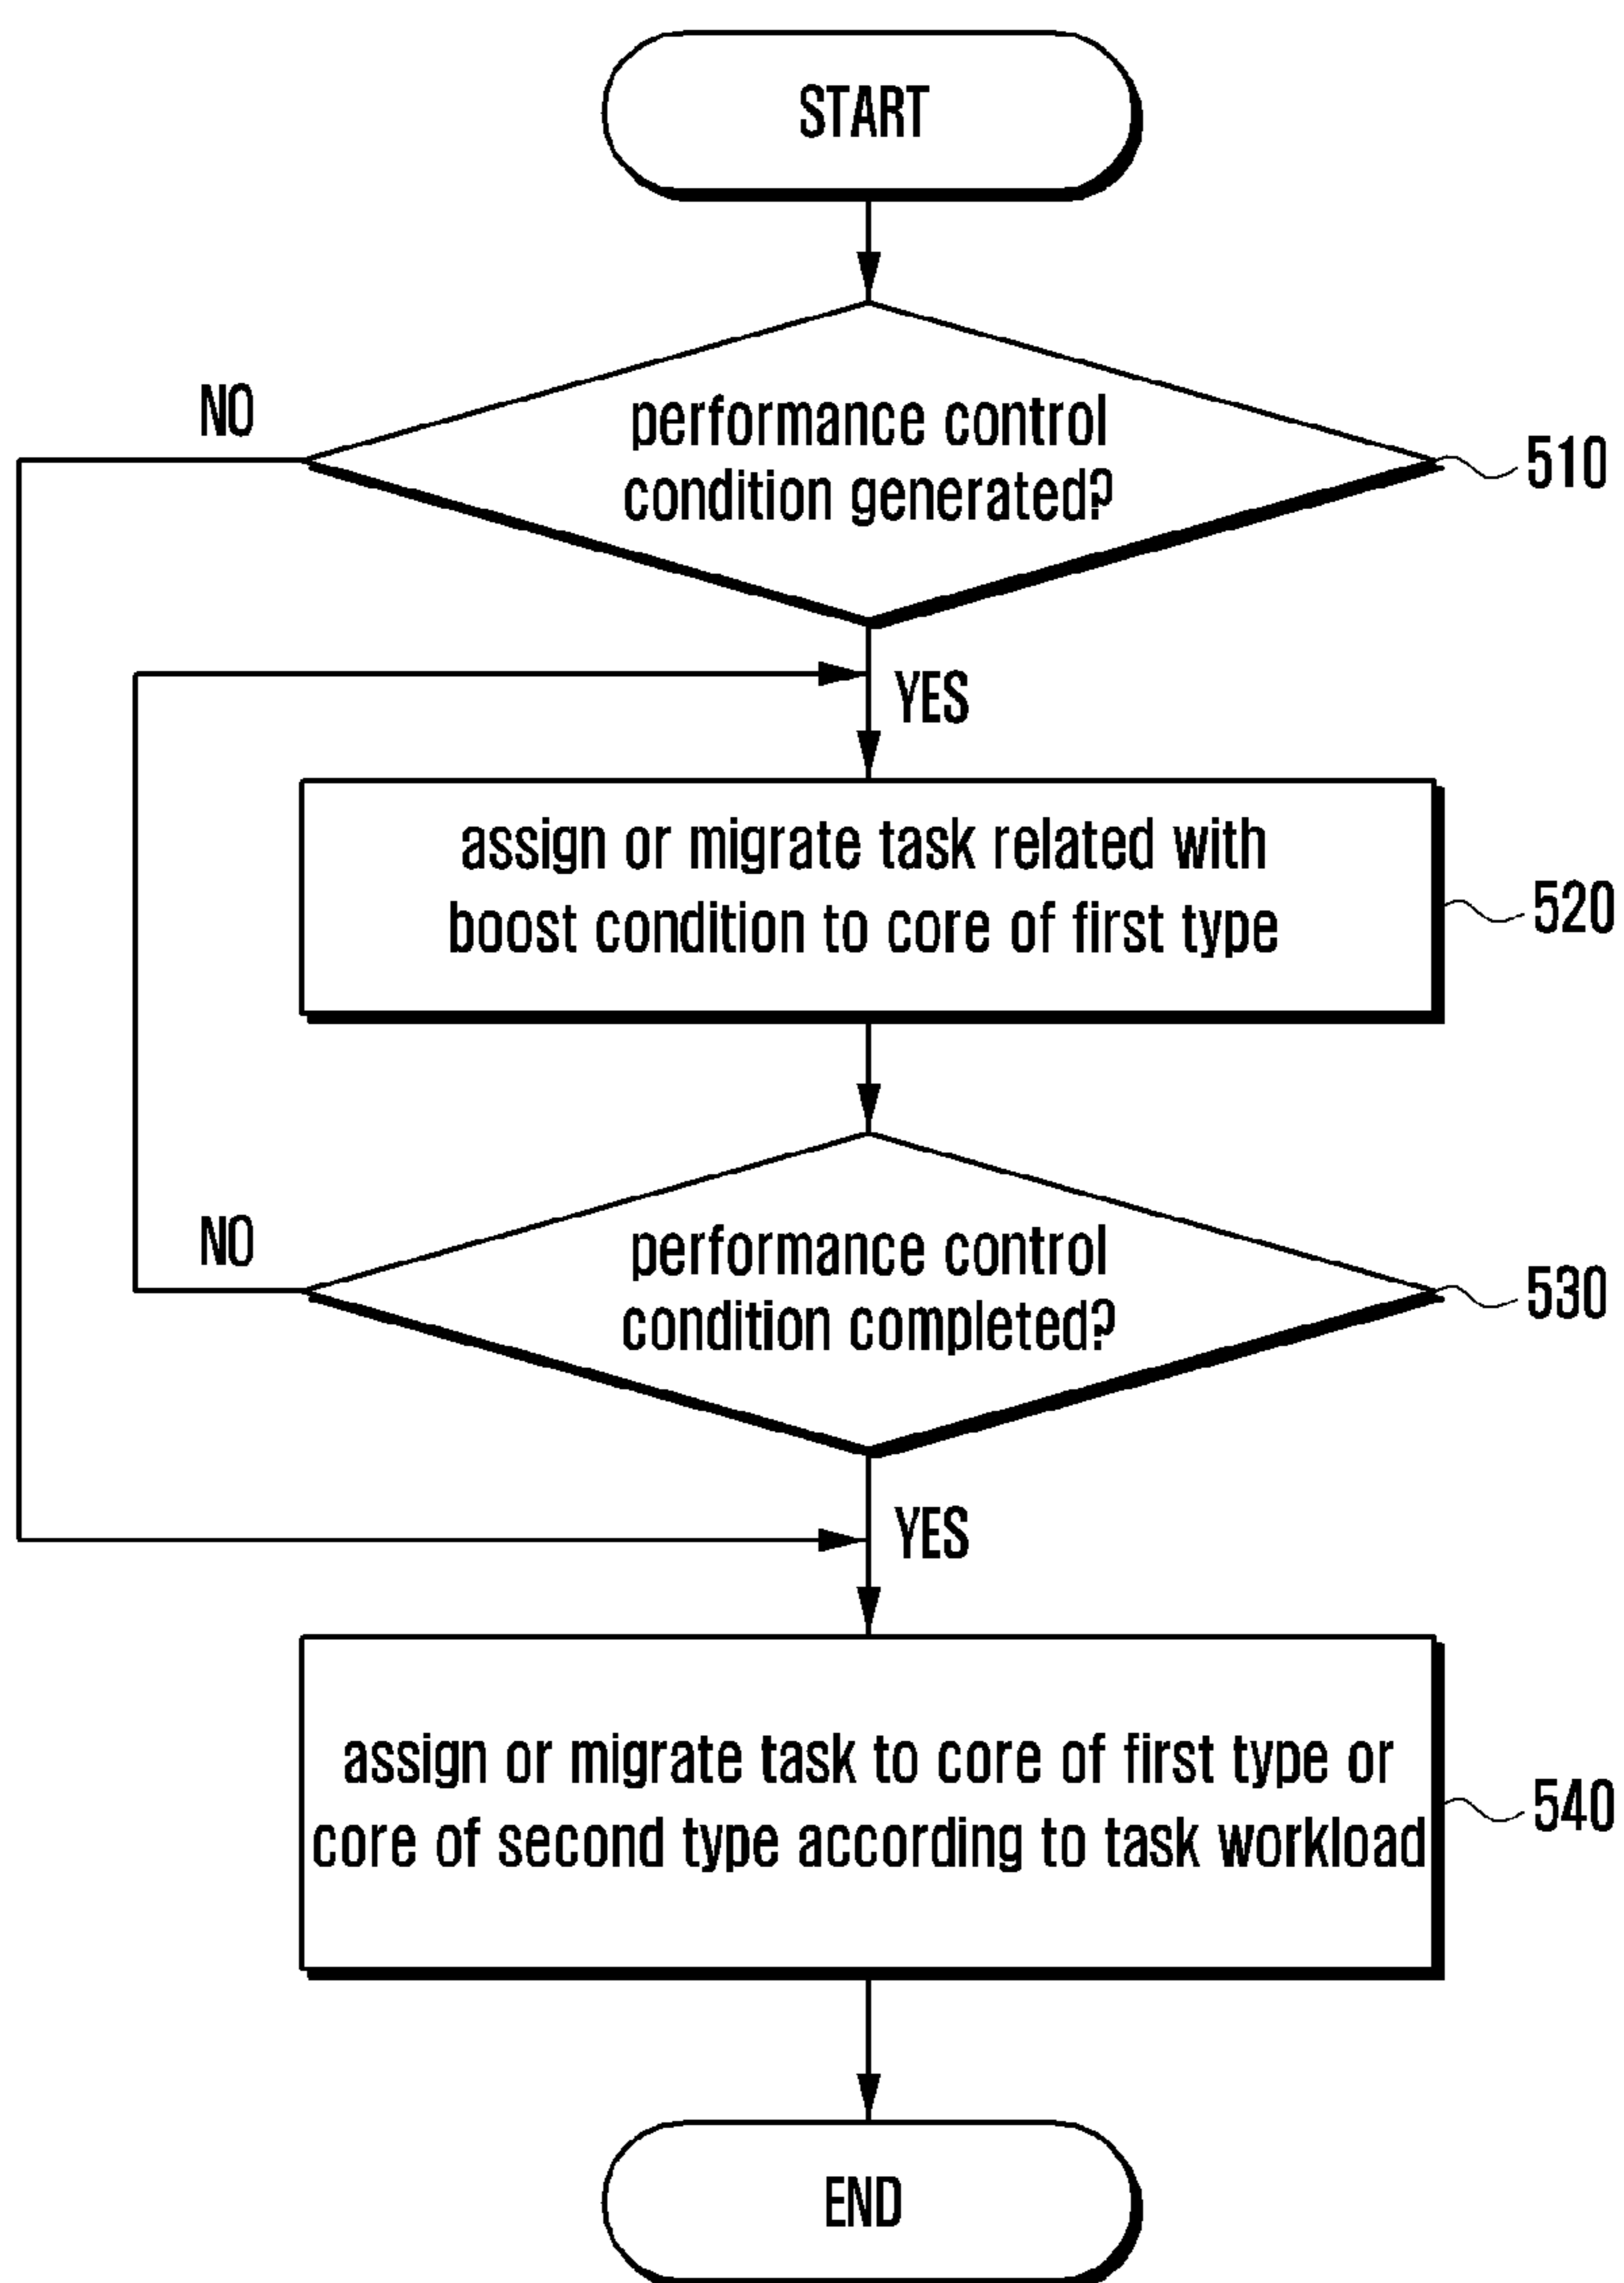 START
NO
performance control
condition generated?
510
YES
assign or migrate task related with
boost condition to core of first type
520
NO
performance control
condition completed?
530
YES
assign or migrate task to core of first type or
core of second type according to task workload
540
END